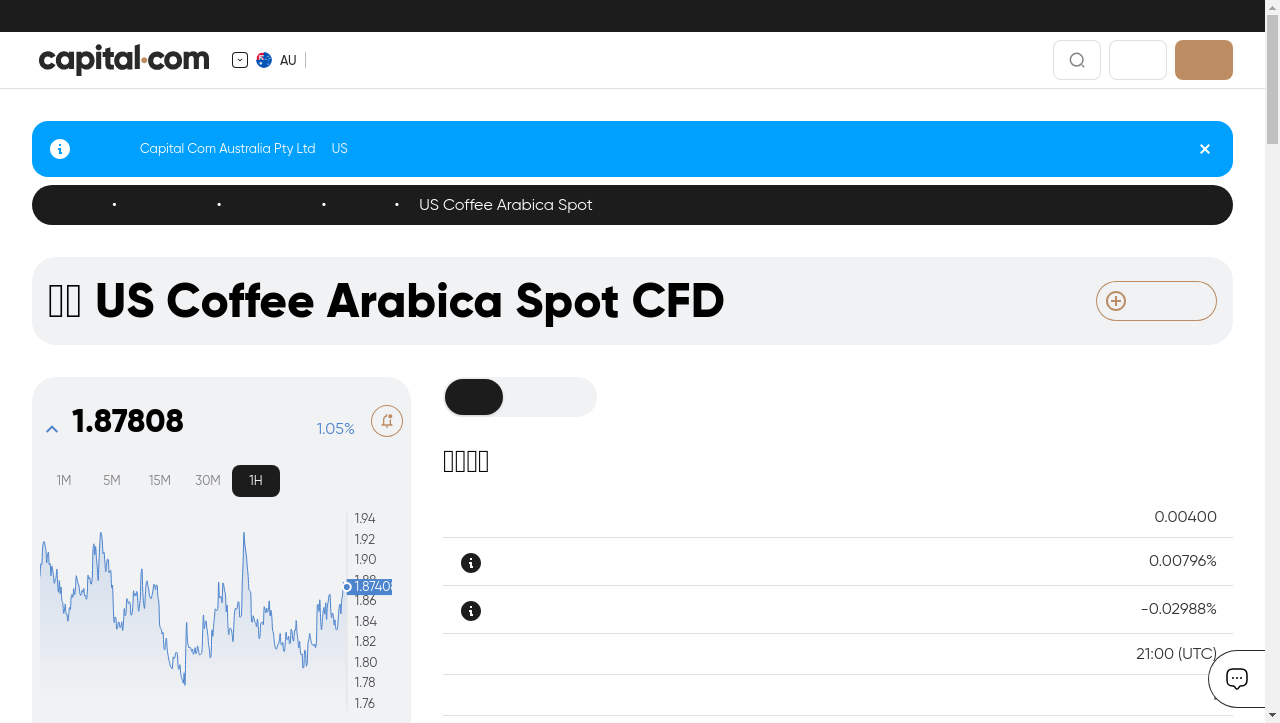 capital.com
AU
Capital Com Australia Pty Ltd US
US Coffee Arabica Spot
US Coffee Arabica Spot CFD
1.87808
1.05%
1M 5M 15M 30M 1H
1.94
1.92
1.90
1.88
1.87408
1.86
1.84
1.82
1.80
1.78
1.76
0.00400
0.00796%
-0.02988%
21:00 (UTC)